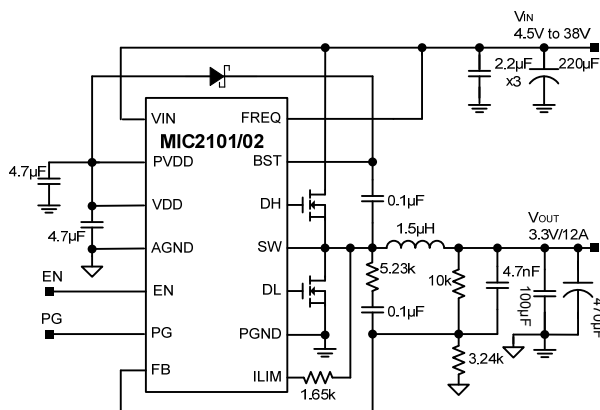 VIN
4.5V to 38V
2.2µF
x3
220µF
VIN
FREQ
MIC2101/02
PVDD
BST
4.7µF
0.1µF
VDD
DH
VOUT
3.3V/12A
1.5µH
4.7µF
AGND
SW
5.23k
10k
4.7nF
100µF
470µF
EN
EN
DL
0.1µF
PG
PG
PGND
3.24k
FB
ILIM
1.65k